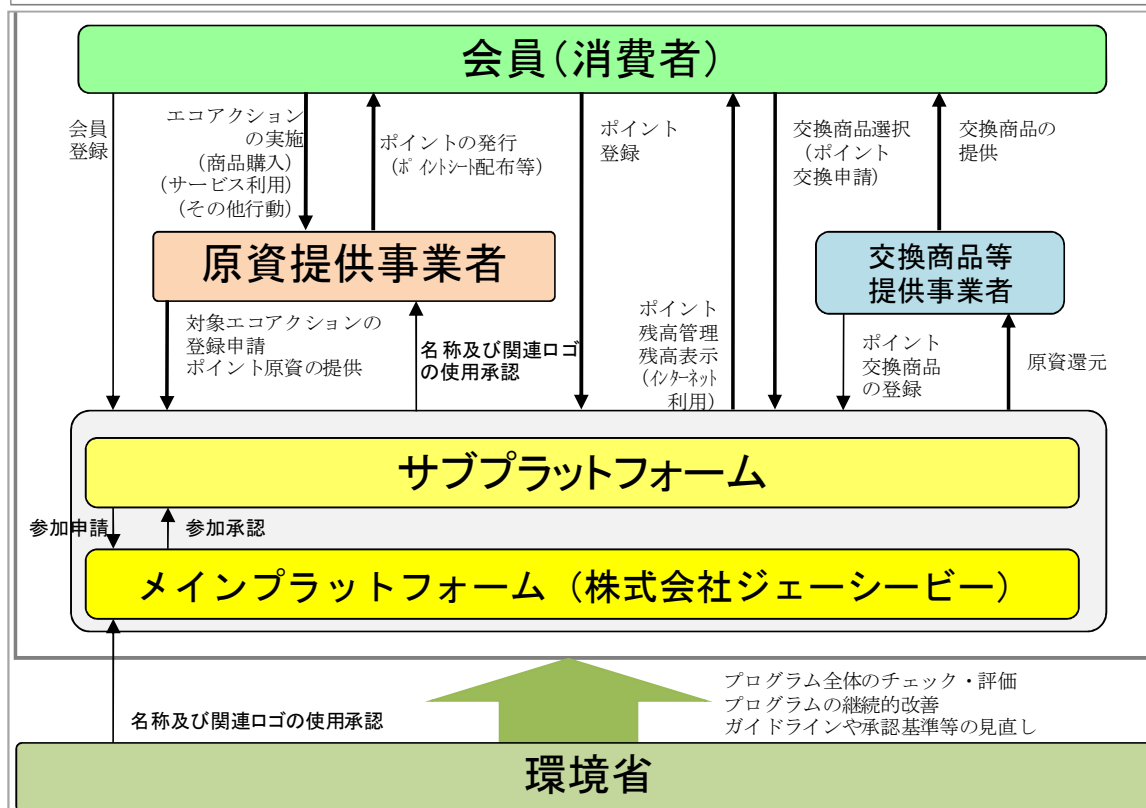 会員（消費者）
会員
登録
エコアクション
の実施
（商品購入）
（サービス利用）
（その他行動）
ポイントの発行
（ﾎﾟｲﾝﾄｼｰﾄ配布等）
ポイント
登録
交換商品選択
（ポイント
交換申請）
交換商品の
提供
原資提供事業者
交換商品等
提供事業者
対象エコアクションの
登録申請
ポイント原資の提供
名称及び関連ロゴ
の使用承認
ポイント
残高管理
残高表示
（ｲﾝﾀｰﾈｯﾄ
利用）
ポイント
交換商品
の登録
原資還元
サブプラットフォーム
参加申請
参加承認
メインプラットフォーム（株式会社ジェーシービー）
名称及び関連ロゴの使用承認
プログラム全体のチェック・評価
プログラムの継続的改善
ガイドラインや承認基準等の見直し
環境省